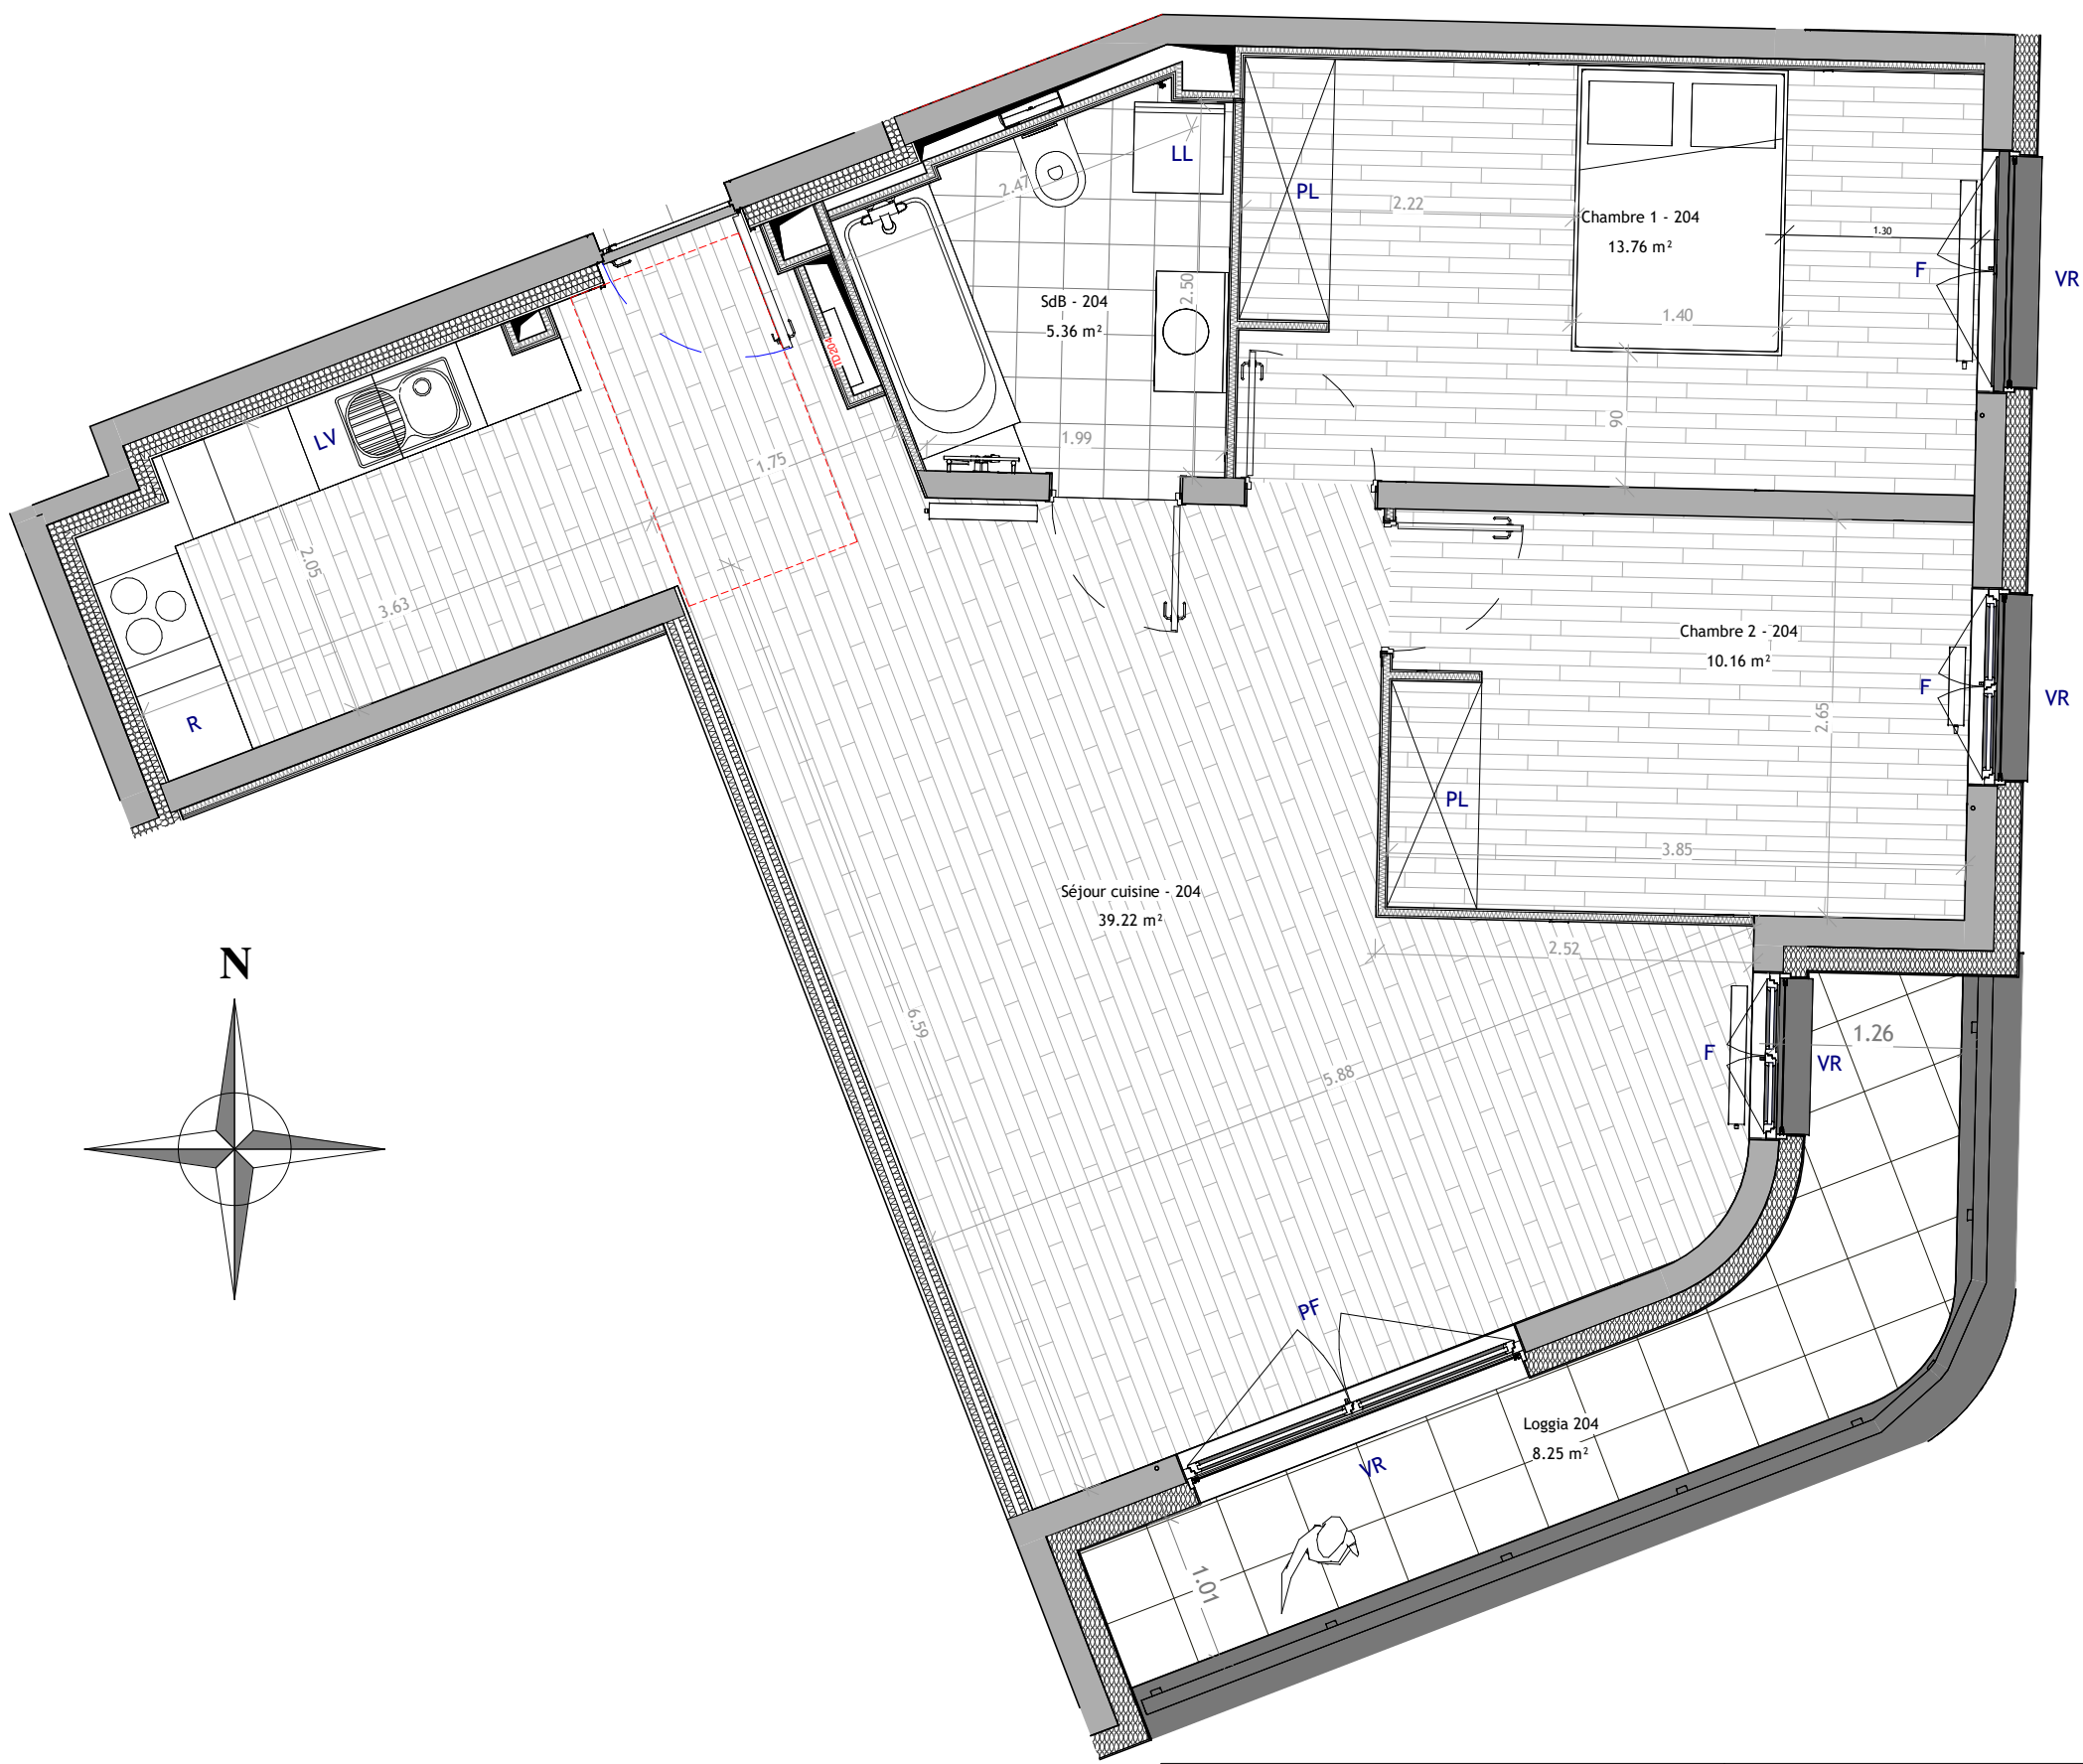 LL
2.47
PL
2.22
Chambre 1 - 204
13.76 m²
1.30
F
VR
SdB - 204
5.36 m²
2.50
1.40
TD204
LV
1.99
90
1.75
2.05
3.63
R
Chambre 2 - 204
10.16 m²
F
VR
2.65
PL
3.85
Séjour cuisine - 204
39.22 m²
2.52
N
6.59
5.88
F
VR
1.26
PF
Loggia 204
8.25 m²
VR
1.01